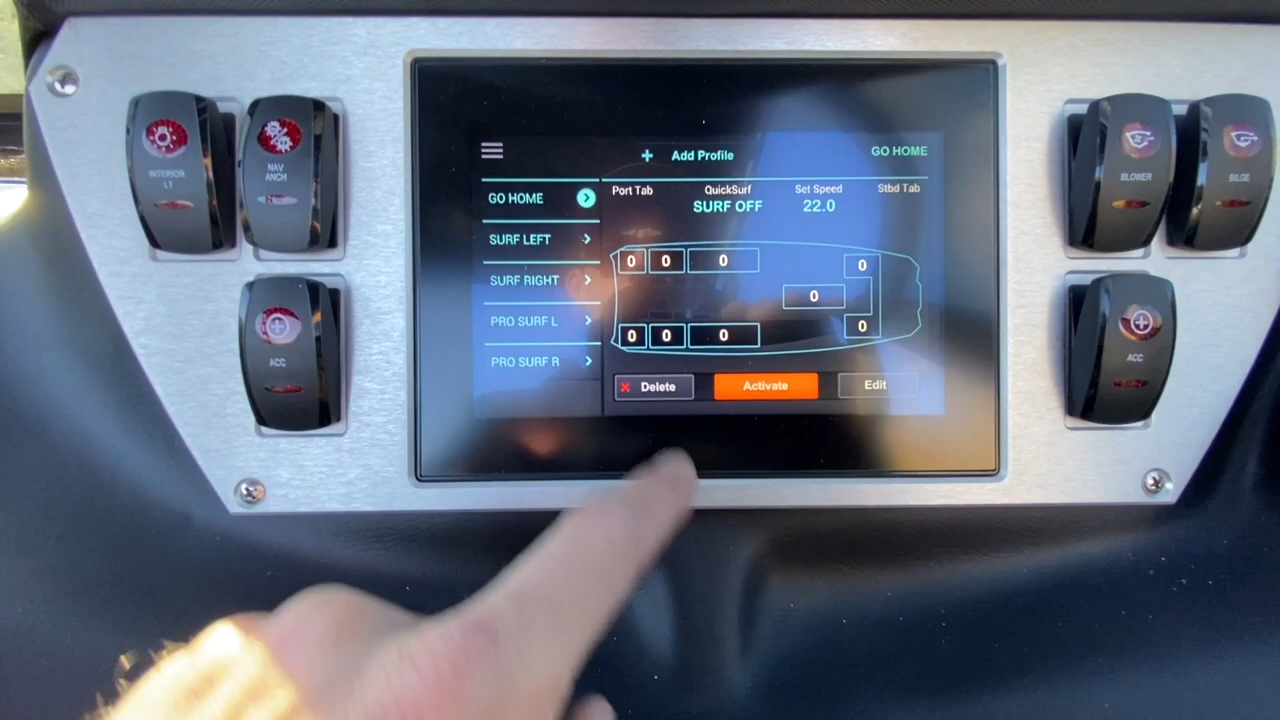 INTERIOR
LT
NAV
ANCH
ACC
Add Profile
GO HOME
GO HOME
SURF LEFT
SURF RIGHT
PRO SURF L
PRO SURF R
Port Tab
QuickSurf
SURF OFF
Set Speed
22.0
Stbd Tab
0 0 0 0
0
0 0 0 0
Delete
Activate
Edit
BLOWER
BILGE
ACC